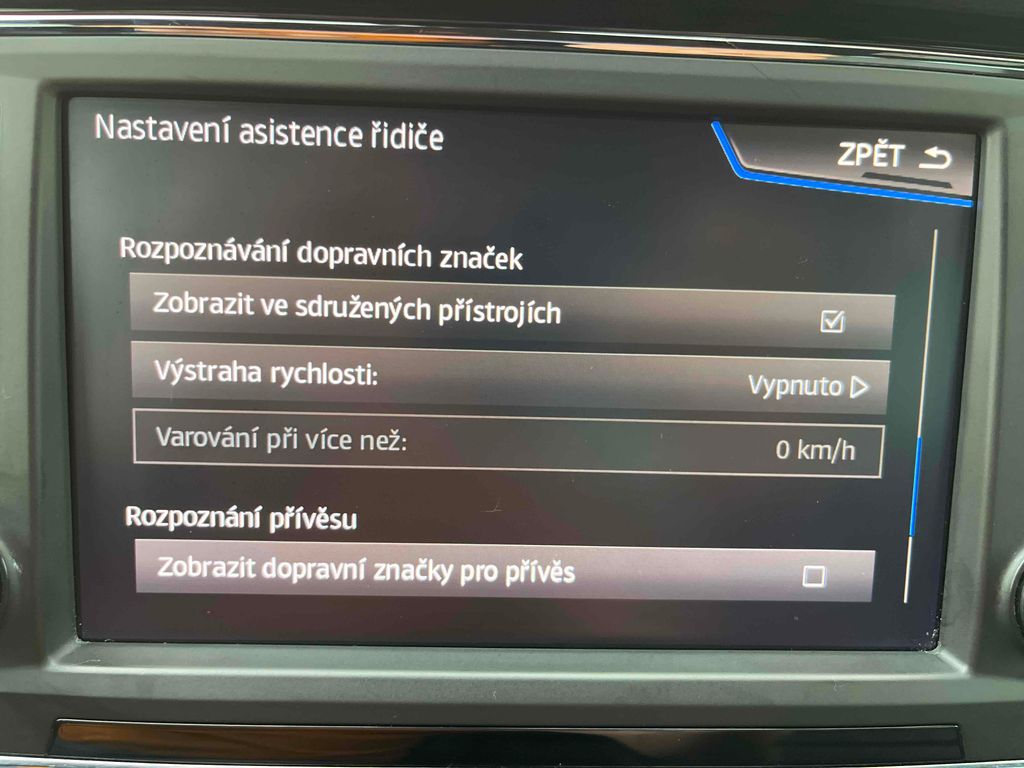 Nastavení asistence řidiče
ZPĚT
Rozpoznávání dopravních značek
Zobrazit ve sdružených přístrojích
Výstraha rychlosti: Vypnuto
Varování při více než: 0 km/h
Rozpoznání přívěsu
Zobrazit dopravní značky pro přívěs